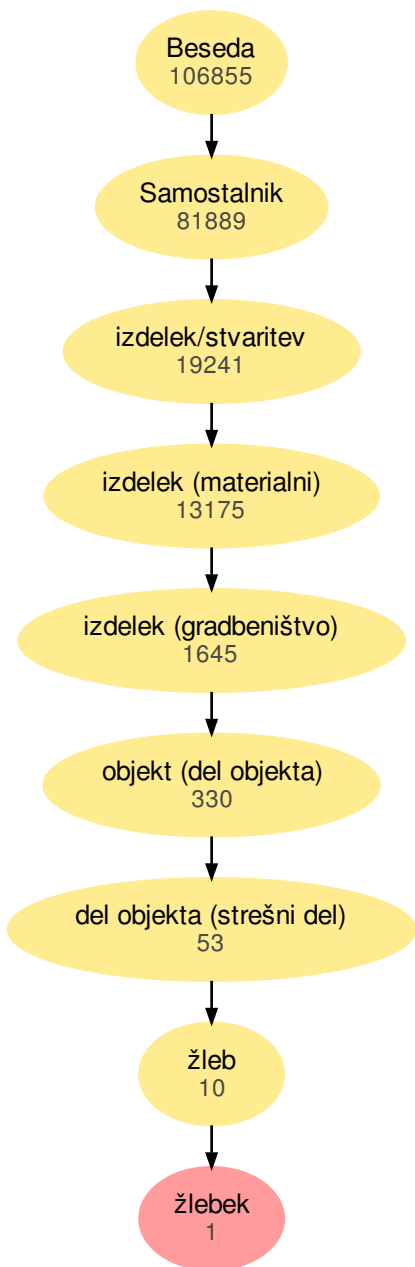 Beseda
106855
Samostalnik
81889
izdelek/stvaritev
19241
izdelek (materialni)
13175
izdelek (gradbeništvo)
1645
objekt (del objekta)
330
del objekta (strešni del)
53
žleb
10
žlebek
1